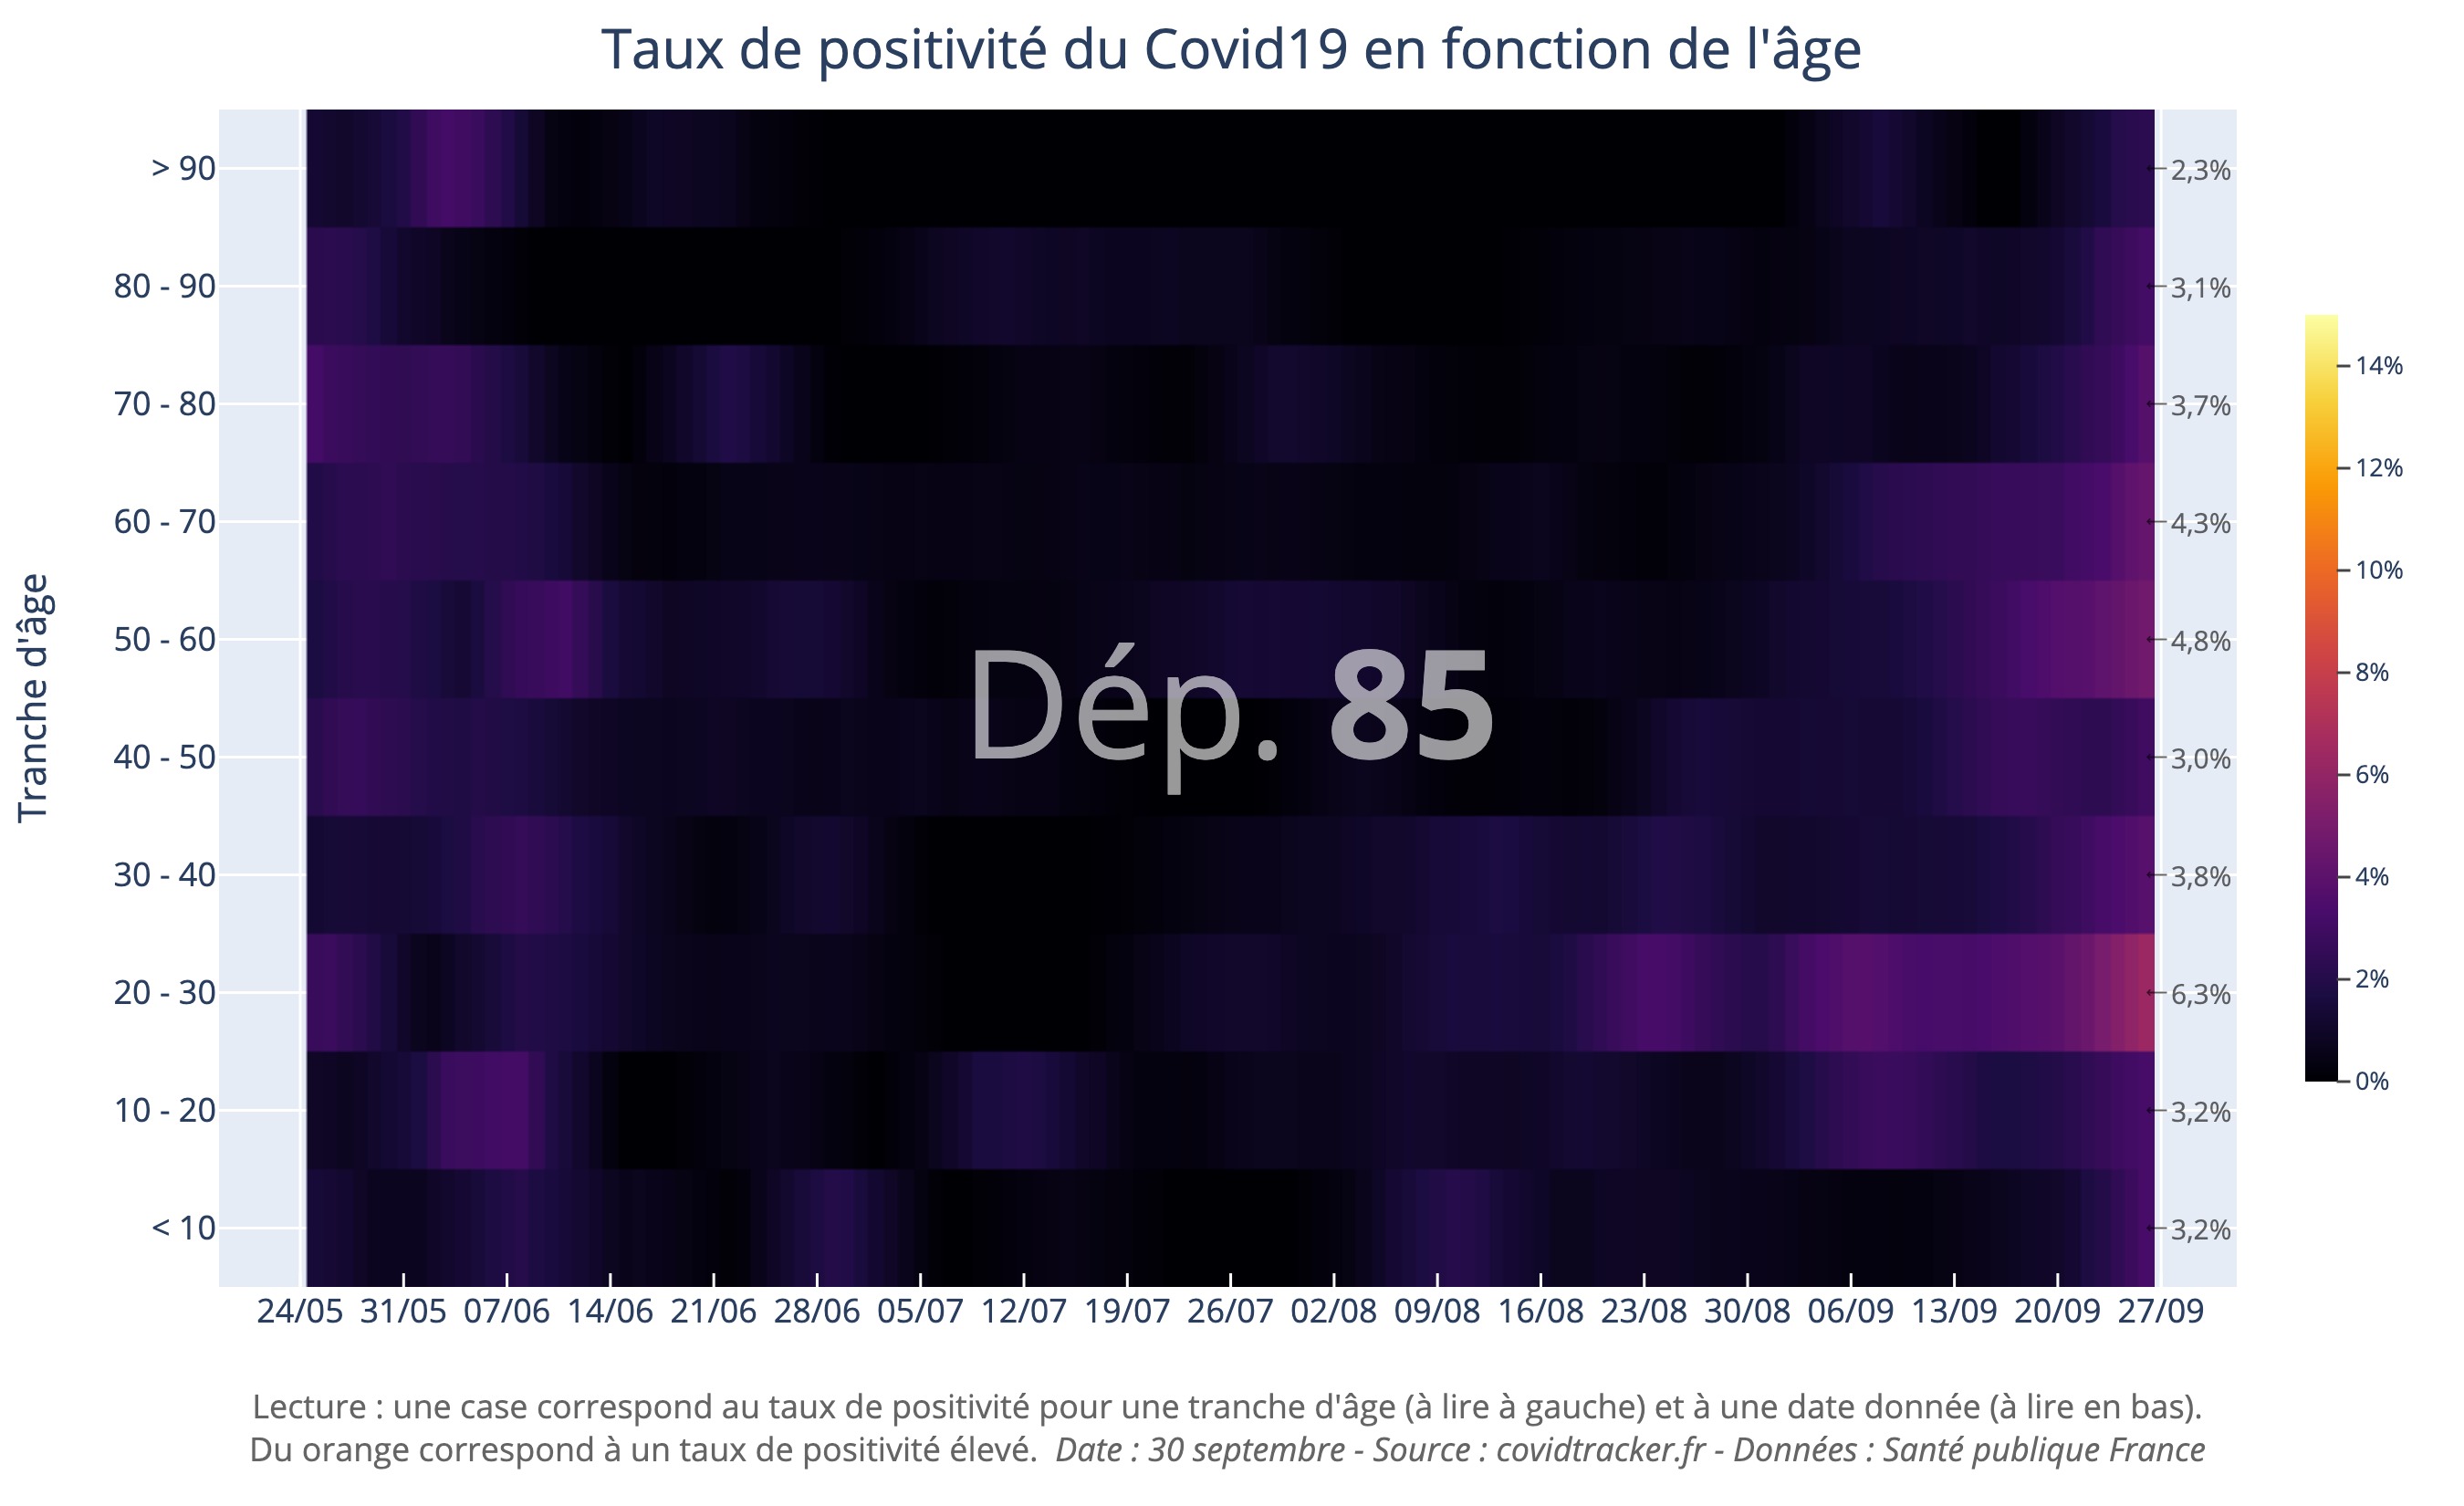 Taux de positivité du Covid19 en fonction de l'âge
Tranche d'âge
> 90
80 - 90
70 - 80
60 - 70
50 - 60
40 - 50
30 - 40
20 - 30
10 - 20
< 10
Dép. 85
2,3%
3,1%
3,7%
4,3%
4,8%
3,0%
3,8%
6,3%
3,2%
3,2%
14%
12%
10%
8%
6%
4%
2%
0%
24/05 31/05 07/06 14/06 21/06 28/06 05/07 12/07 19/07 26/07 02/08 09/08 16/08 23/08 30/08 06/09 13/09 20/09 27/09
Lecture : une case correspond au taux de positivité pour une tranche d'âge (à lire à gauche) et à une date donnée (à lire en bas).
Du orange correspond à un taux de positivité élevé. Date : 30 septembre - Source : covidtracker.fr - Données : Santé publique France